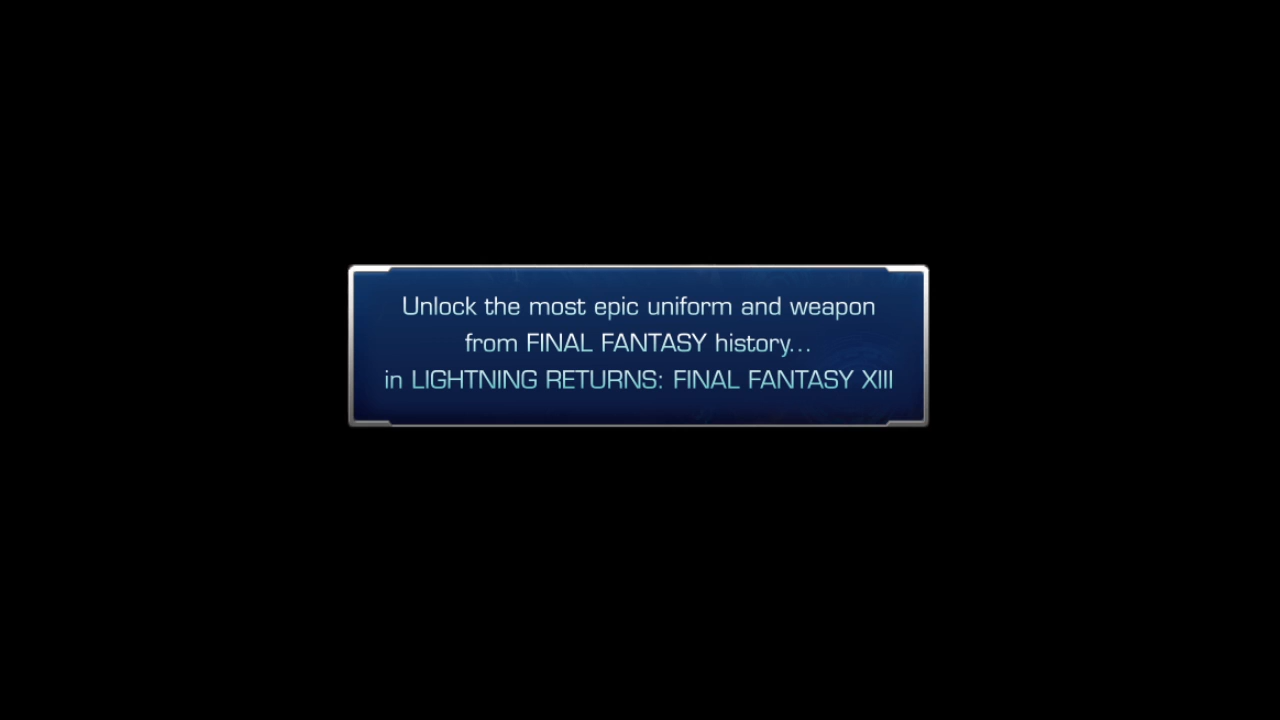 Unlock the most epic uniform and weapon
from FINAL FANTASY history...
in LIGHTNING RETURNS: FINAL FANTASY XIII